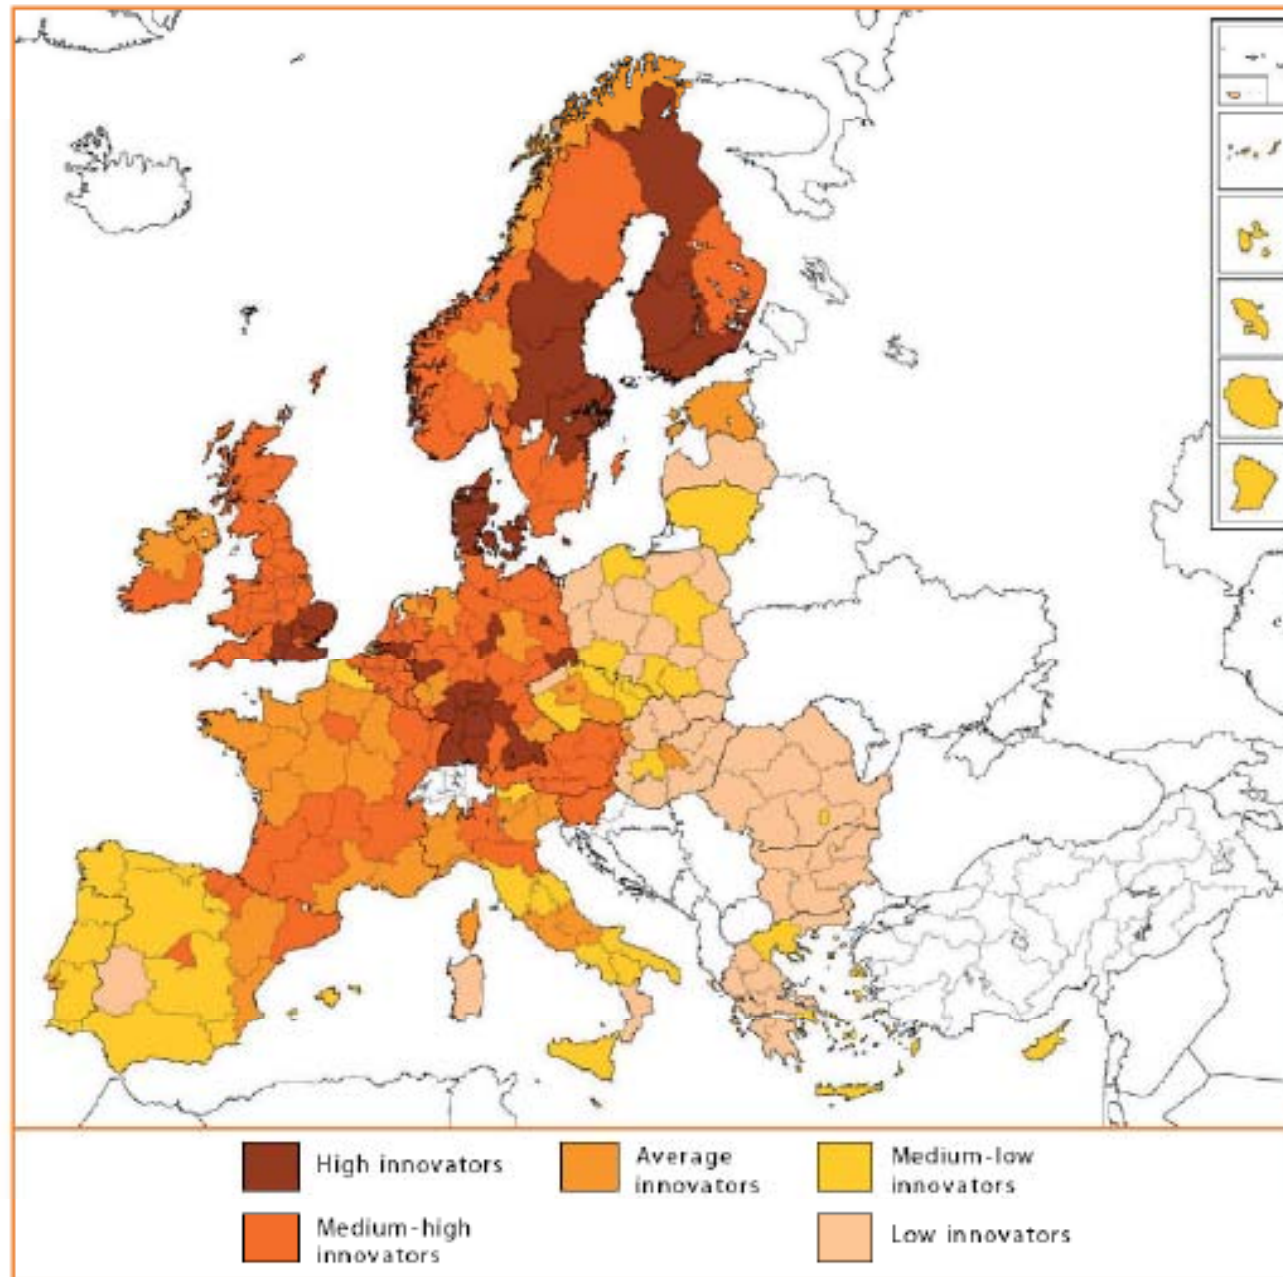 High innovators
Average
innovators
Medium-low
innovators
Medium-high
innovators
Low innovators